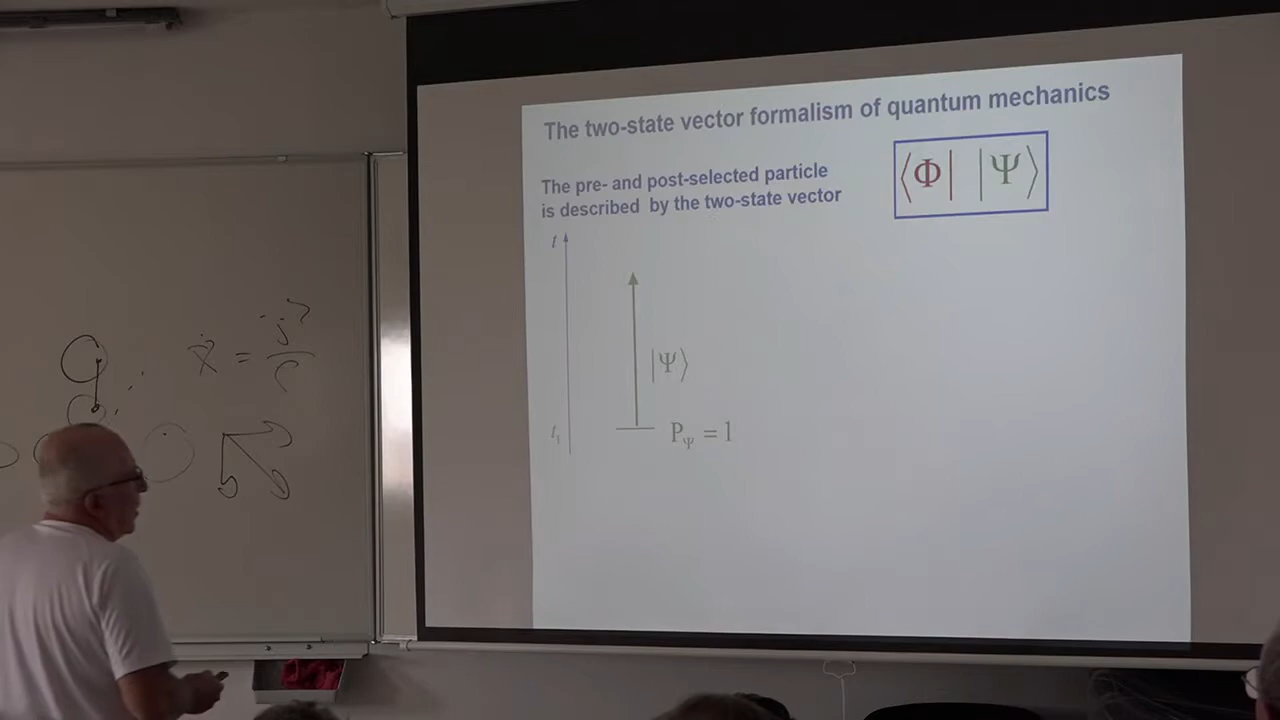 The two-state vector formalism of quantum mechanics
The pre- and post-selected particle
is described by the two-state vector
⟨Φ| |Ψ⟩
t
|Ψ⟩
t₁
P_Ψ = 1